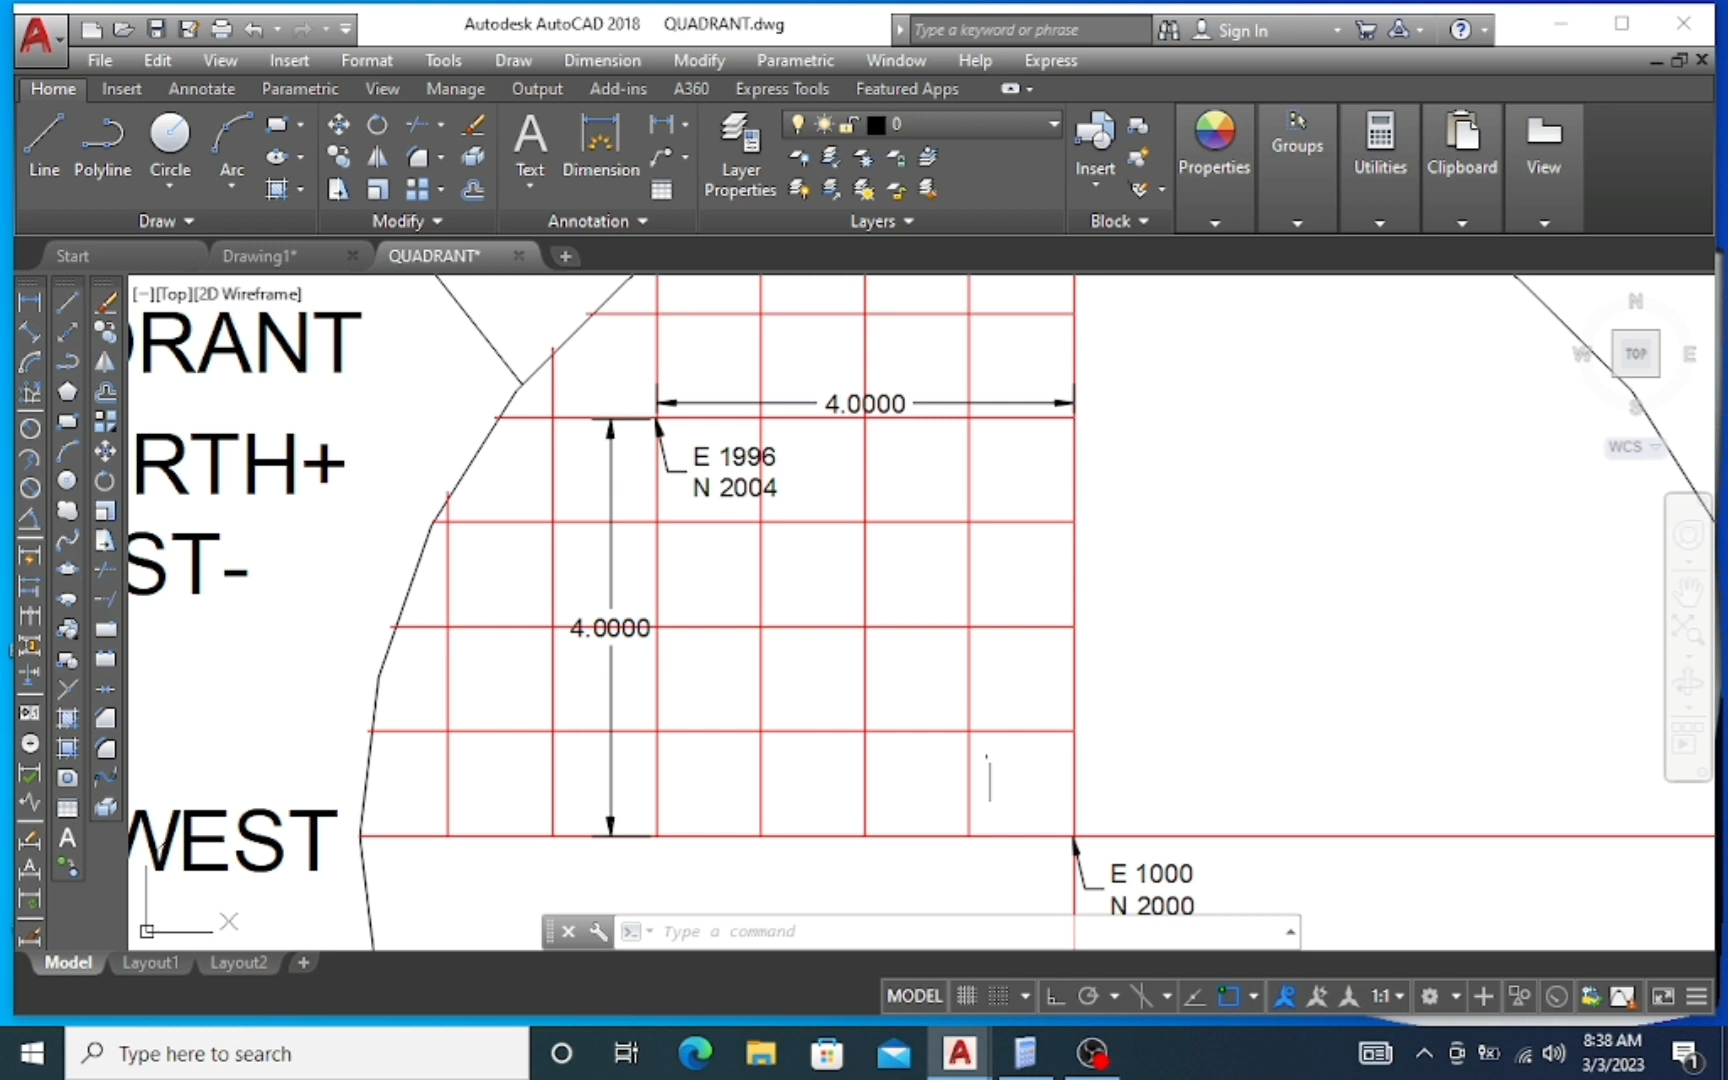 Autodesk AutoCAD 2018 QUADRANT.dwg
Type a keyword or phrase
Sign In
File Edit View Insert Format Tools Draw Dimension Modify Parametric Window Help Express
Home Insert Annotate Parametric View Manage Output Add-ins A360 Express Tools Featured Apps
0
Line Polyline Circle Arc
Text Dimension
Layer
Properties
Insert
Properties
Groups
Utilities
Clipboard
View
Draw Modify Annotation Layers Block
Start Drawing1* QUADRANT*
[−][Top][2D Wireframe]
N
W TOP E
S
WCS
RANT
4.0000
E 1996
N 2004
RTH+
ST-
4.0000
WEST
E 1000
N 2000
X
Type a command
Model Layout1 Layout2
MODEL 1:1
Type here to search
8:38 AM
3/3/2023
1